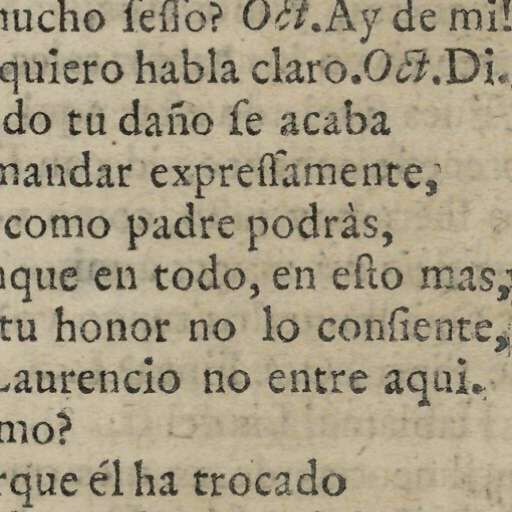 mucho ſeſſo? Oct. Ay de mi!
quiero habla claro. Oct. Di.
do tu daño ſe acaba
mandar expreſſamente,
como padre podràs,
nque en todo, en eſto mas,
tu honor no lo conſiente,
Laurencio no entre aqui.
mo?
rque él ha trocado